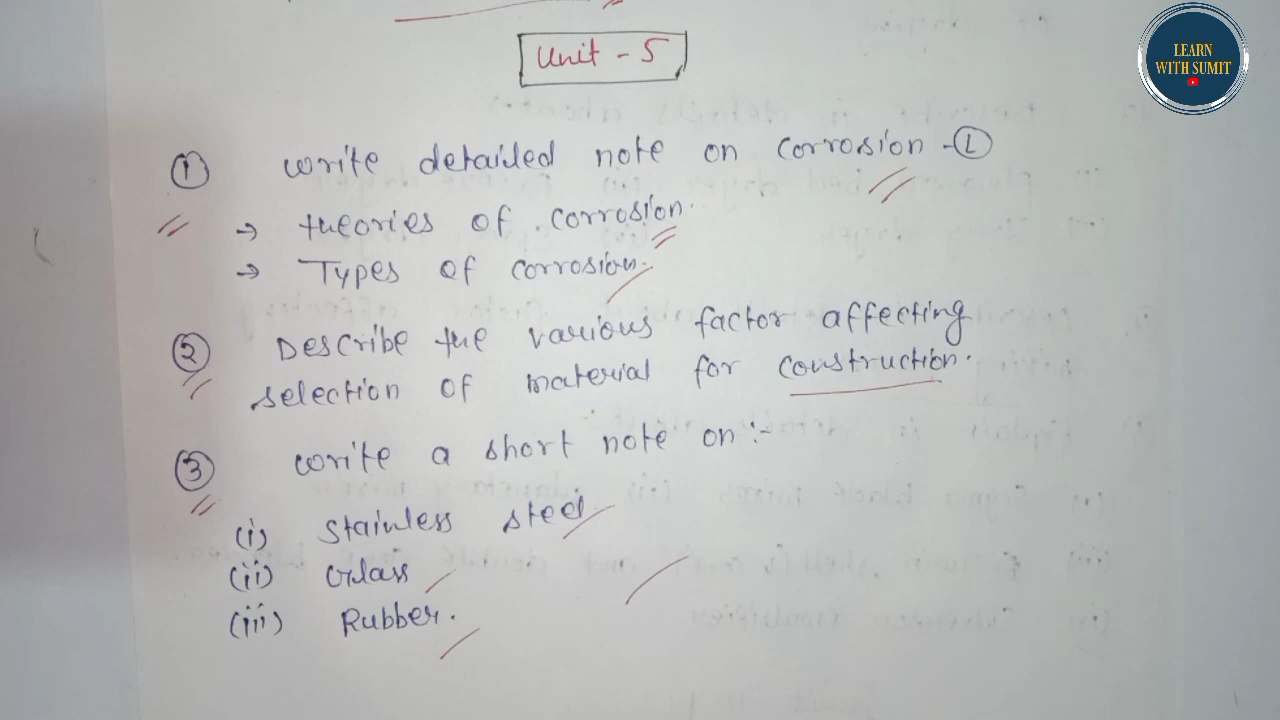 LEARN
WITH SUMIT
Unit - 5
① Write detailed note on corrosion - ①
→ theories of corrosion.
→ Types of corrosion.
② Describe the various factor affecting
selection of material for construction.
③ Write a short note on :-
(i) Stainless steel
(ii) Glass
(iii) Rubber.